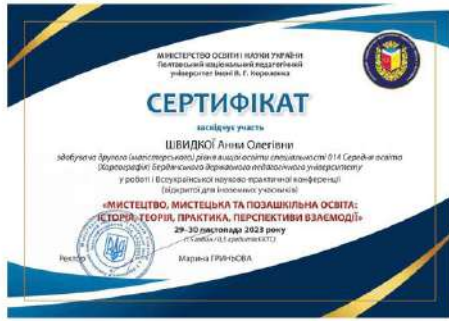 МІНІСТЕРСТВО ОСВІТИ І НАУКИ УКРАЇНИ
Полтавський національний педагогічний
університет імені В. Г. Короленка
СЕРТИФІКАТ
засвідчує участь
ШВИДКОЇ Анни Олегівни
здобувача другого (магістерського) рівня вищої освіти спеціальності 014 Середня освіта
(Хореографія) Бердянського державного педагогічного університету
у роботі І Всеукраїнської науково-практичної конференції
(відкритої для іноземних учасників)
«МИСТЕЦТВО, МИСТЕЦЬКА ТА ПОЗАШКІЛЬНА ОСВІТА:
ІСТОРІЯ, ТЕОРІЯ, ПРАКТИКА, ПЕРСПЕКТИВИ ВЗАЄМОДІЇ»
29–30 листопада 2023 року
Ректор
Марина ГРИНЬОВА